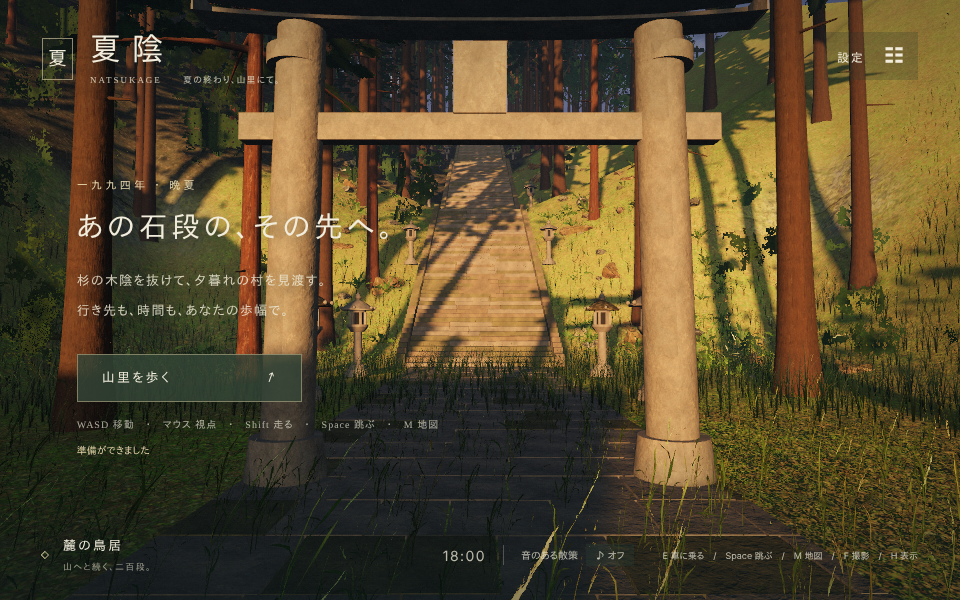 夏
夏陰
NATSUKAGE 夏の終わり、山里にて。
設定
一九九四年 · 晩夏
あの石段の、その先へ。
杉の木陰を抜けて、夕暮れの村を見渡す。
行き先も、時間も、あなたの歩幅で。
山里を歩く ↗
WASD 移動 · マウス 視点 · Shift 走る · Space 跳ぶ · M 地図
準備ができました
麓の鳥居
山へと続く、二百段。
18:00
音のある散策 ♪ オフ
E 車に乗る / Space 跳ぶ / M 地図 / F 撮影 / H 表示